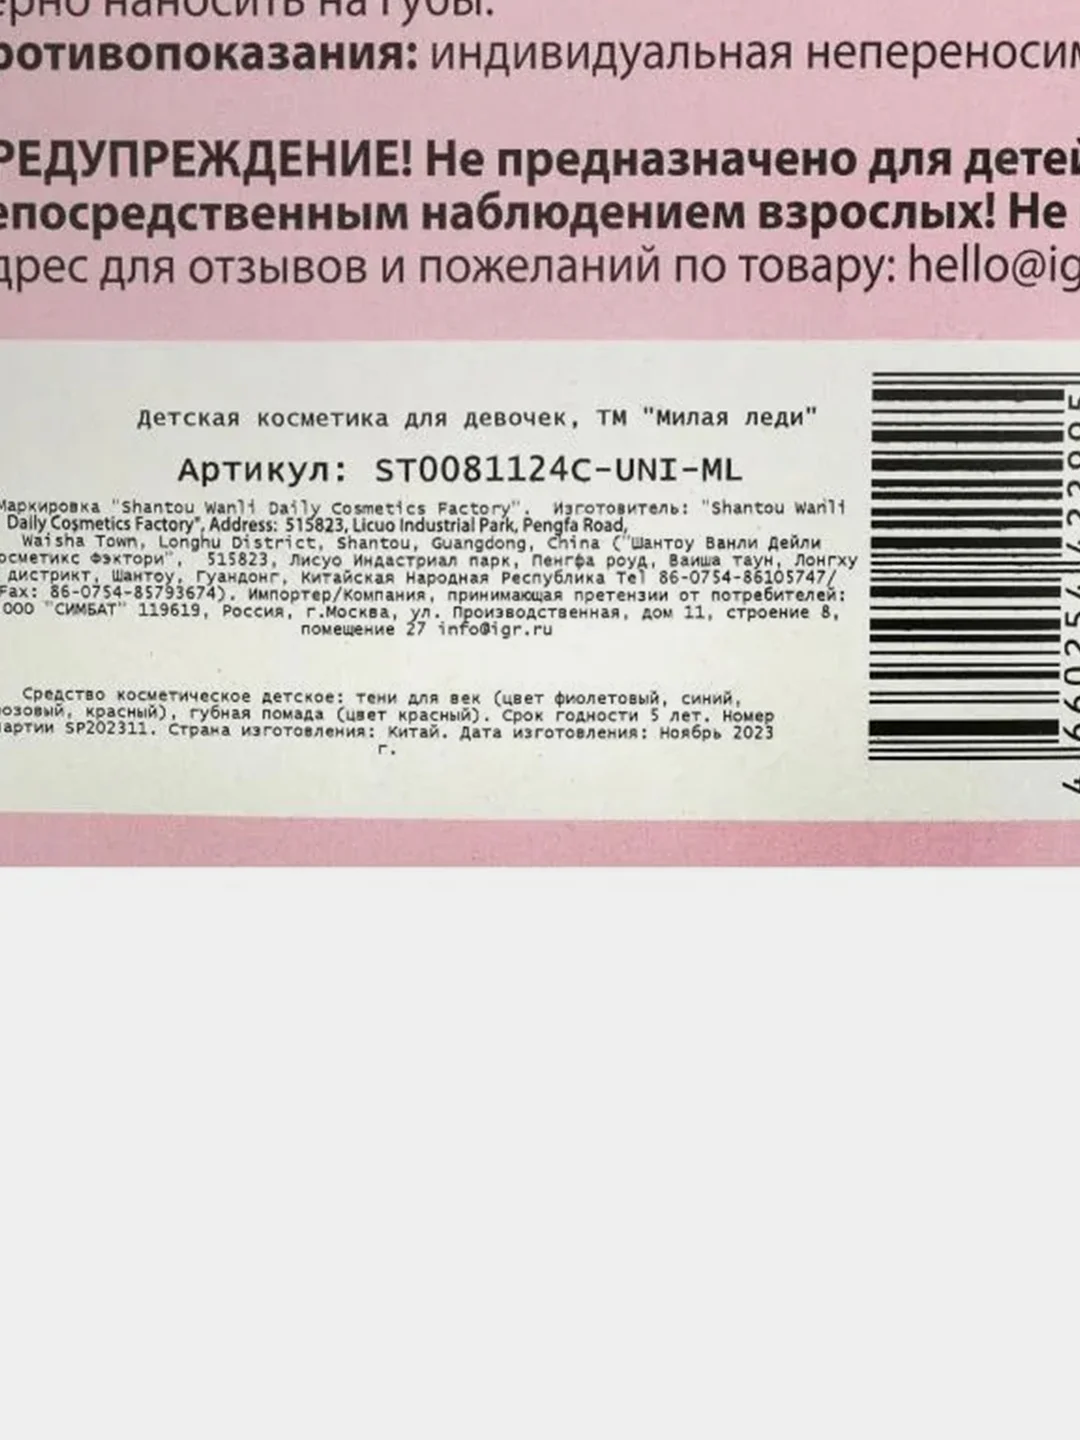 ерно наносить на губы.
ротивопоказания: индивидуальная непереносим
РЕДУПРЕЖДЕНИЕ! Не предназначено для детей
епосредственным наблюдением взрослых! Не
дрес для отзывов и пожеланий по товару: hello@ig
Детская косметика для девочек, ТМ "Милая леди"
Артикул: ST0081124C-UNI-ML
Маркировка "Shantou Wanli Daily Cosmetics Factory". Изготовитель: "Shantou Wanli
Daily Cosmetics Factory", Address: 515823, Licuo Industrial Park, Pengfa Road,
Waisha Town, Longhu District, Shantou, Guangdong, China ("Шантоу Ванли Дейли
осметикс Фэктори", 515823, Лисуо Индастриал парк, Пенгфа роуд, Ваиша таун, Лонгху
дистрикт, Шантоу, Гуандонг, Китайская Народная Республика Tel 86-0754-86105747/
Fax: 86-0754-85793674). Импортер/Компания, принимающая претензии от потребителей:
ООО "СИМБАТ" 119619, Россия, г.Москва, ул. Производственная, дом 11, строение 8,
помещение 27 info@igr.ru
Средство косметическое детское: тени для век (цвет фиолетовый, синий,
розовый, красный), губная помада (цвет красный). Срок годности 5 лет. Номер
партии SP202311. Страна изготовления: Китай. Дата изготовления: Ноябрь 2023
г.